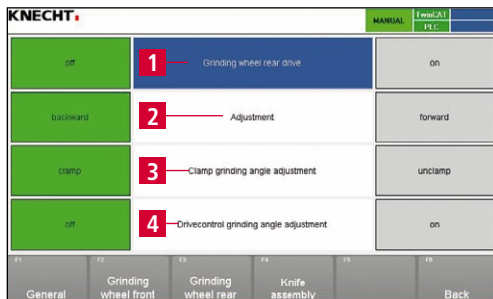 KNECHT.
MANUAL
TwinCAT
PLC
off
1
Grinding wheel rear drive
on
backward
2
Adjustment
forward
clamp
3
Clamp grinding angle adjustment
unclamp
off
4
Drivecontrol grinding angle adjustment
on
F1
General
F2
Grinding
wheel front
F3
Grinding
wheel rear
F4
Knife
assembly
F5
F6
Back